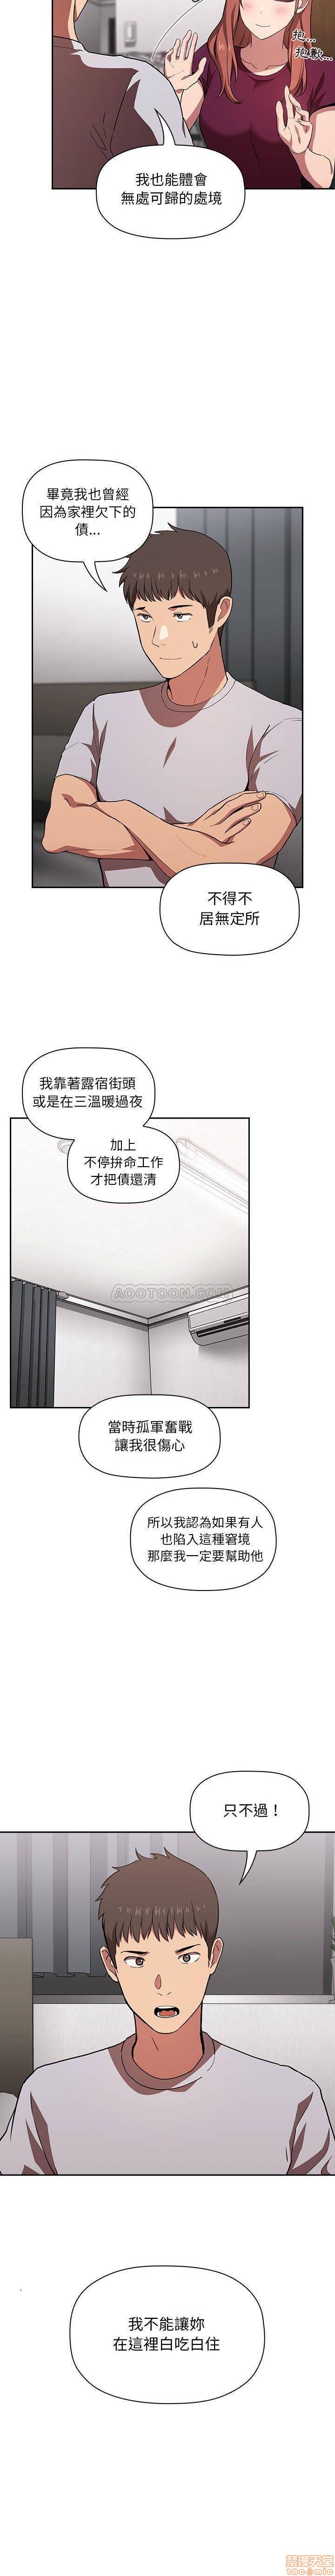 抱...
抱歉...
我也能體會
無處可歸的處境
畢竟我也曾經
因為家裡欠下的
債...
不得不
居無定所
我靠著露宿街頭
或是在三溫暖過夜
加上
不停拚命工作
才把債還清
AOOTOON.COM
當時孤軍奮戰
讓我很傷心
所以我認為如果有人
也陷入這種窘境
那麼我一定要幫助他
只不過！
我不能讓妳
在這裡白吃白住